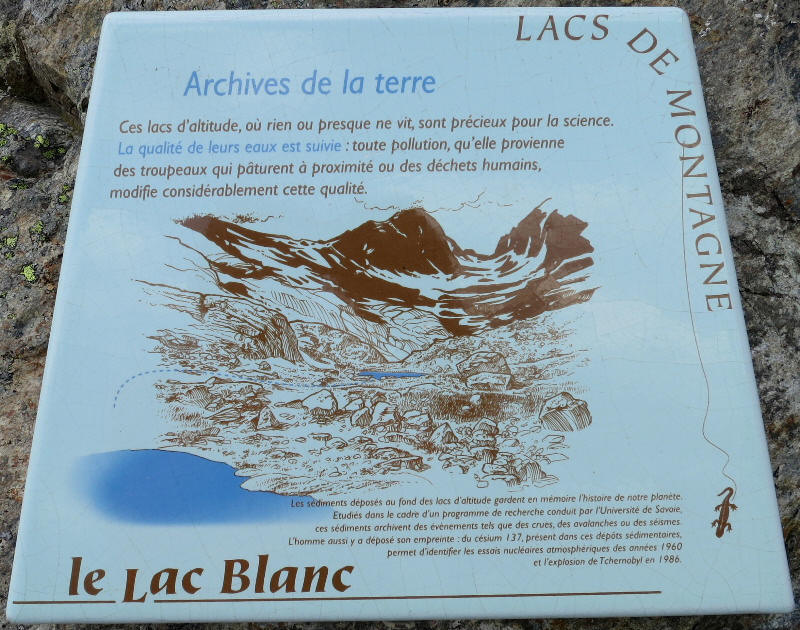 LACS DE MONTAGNE
Archives de la terre
Ces lacs d'altitude, où rien ou presque ne vit, sont précieux pour la science.
La qualité de leurs eaux est suivie : toute pollution, qu'elle provienne
des troupeaux qui pâturent à proximité ou des déchets humains,
modifie considérablement cette qualité.
Les sédiments déposés au fond des lacs d'altitude gardent en mémoire l'histoire de notre planète.
Etudiés dans le cadre d'un programme de recherche conduit par l'Université de Savoie,
ces sédiments archivent des évènements tels que des crues, des avalanches ou des séismes.
L'homme aussi y a déposé son empreinte : du césium 137, présent dans ces dépôts sédimentaires,
permet d'identifier les essais nucléaires atmosphériques des années 1960
et l'explosion de Tchernobyl en 1986.
le Lac Blanc